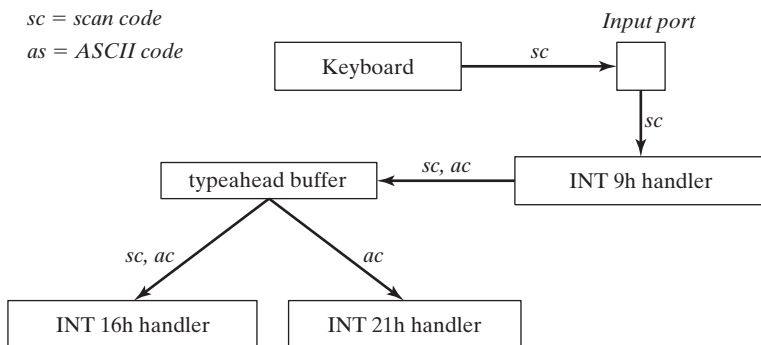 sc = scan code
as = ASCII code
Input port
Keyboard
sc
sc
typeahead buffer
sc, ac
INT 9h handler
sc, ac
ac
INT 16h handler
INT 21h handler